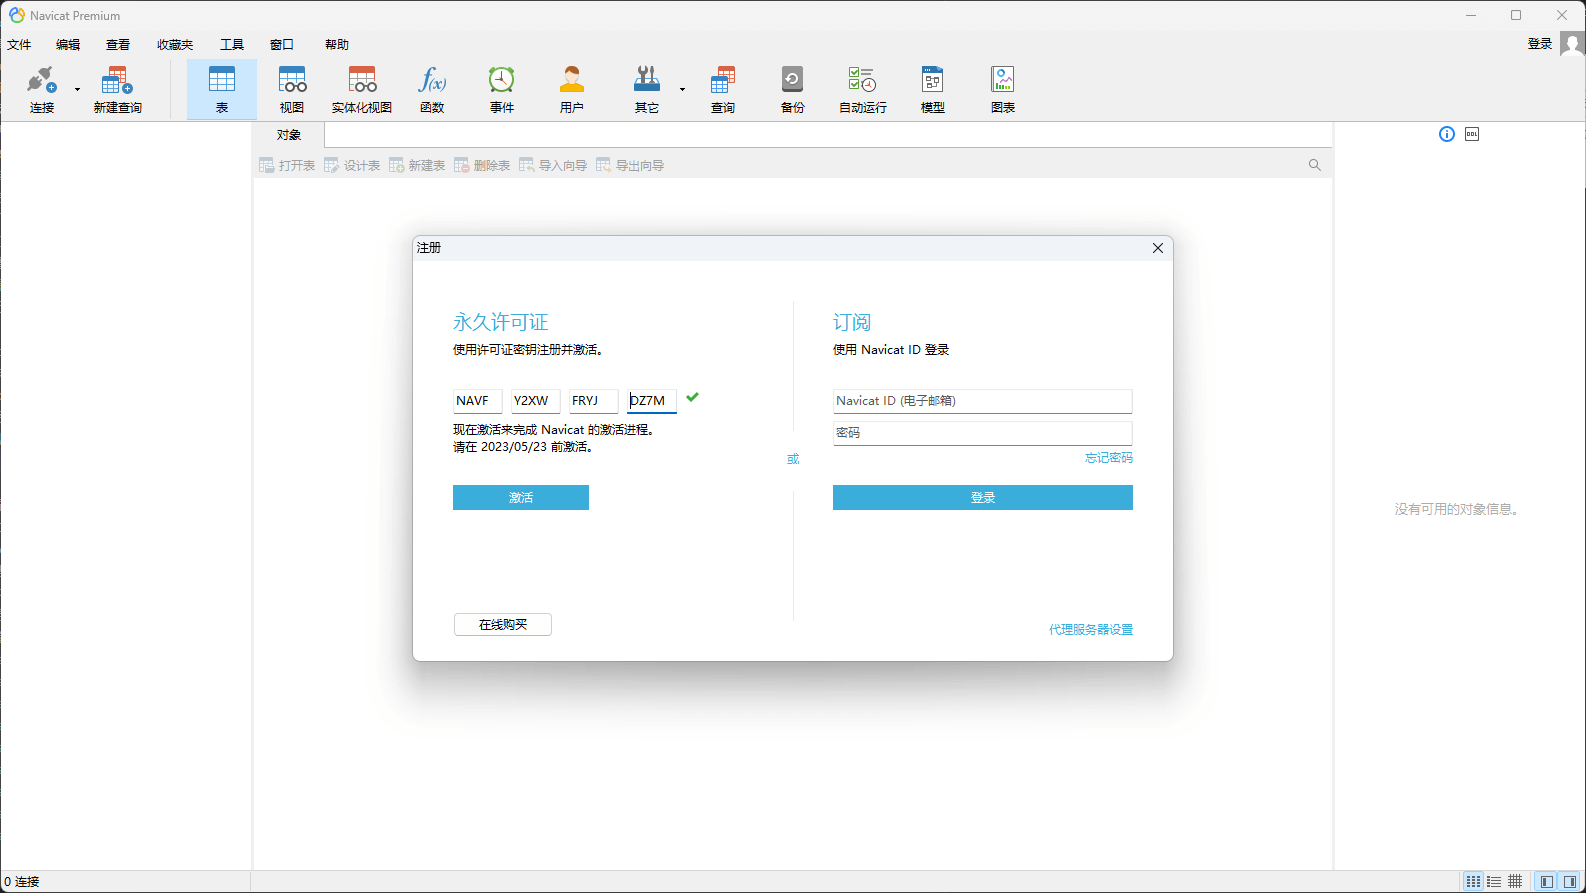 Navicat Premium
文件 编辑 查看 收藏夹 工具 窗口 帮助 登录
连接 新建查询 表 视图 实体化视图 函数 事件 用户 其它 查询 备份 自动运行 模型 图表
f(x)
对象
DDL
打开表 设计表 新建表 删除表 导入向导 导出向导
注册
永久许可证
使用许可证密钥注册并激活。
NAVF Y2XW FRYJ DZ7M
现在激活来完成 Navicat 的激活进程。
请在 2023/05/23 前激活。
激活
在线购买
或
订阅
使用 Navicat ID 登录
Navicat ID (电子邮箱)
密码
忘记密码
登录
代理服务器设置
没有可用的对象信息。
0 连接